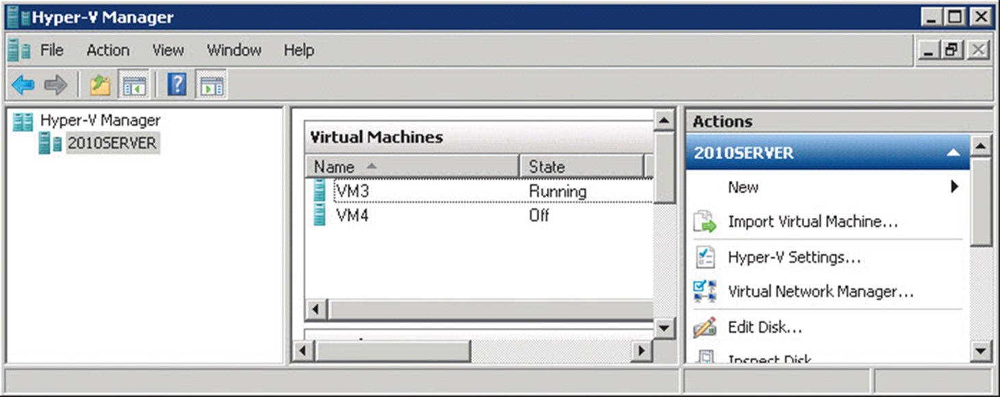 Hyper-V Manager
File Action View Window Help
Hyper-V Manager
2010SERVER
Virtual Machines
Name State
VM3 Running
VM4 Off
Actions
2010SERVER
New
Import Virtual Machine...
Hyper-V Settings...
Virtual Network Manager...
Edit Disk...
Inspect Disk